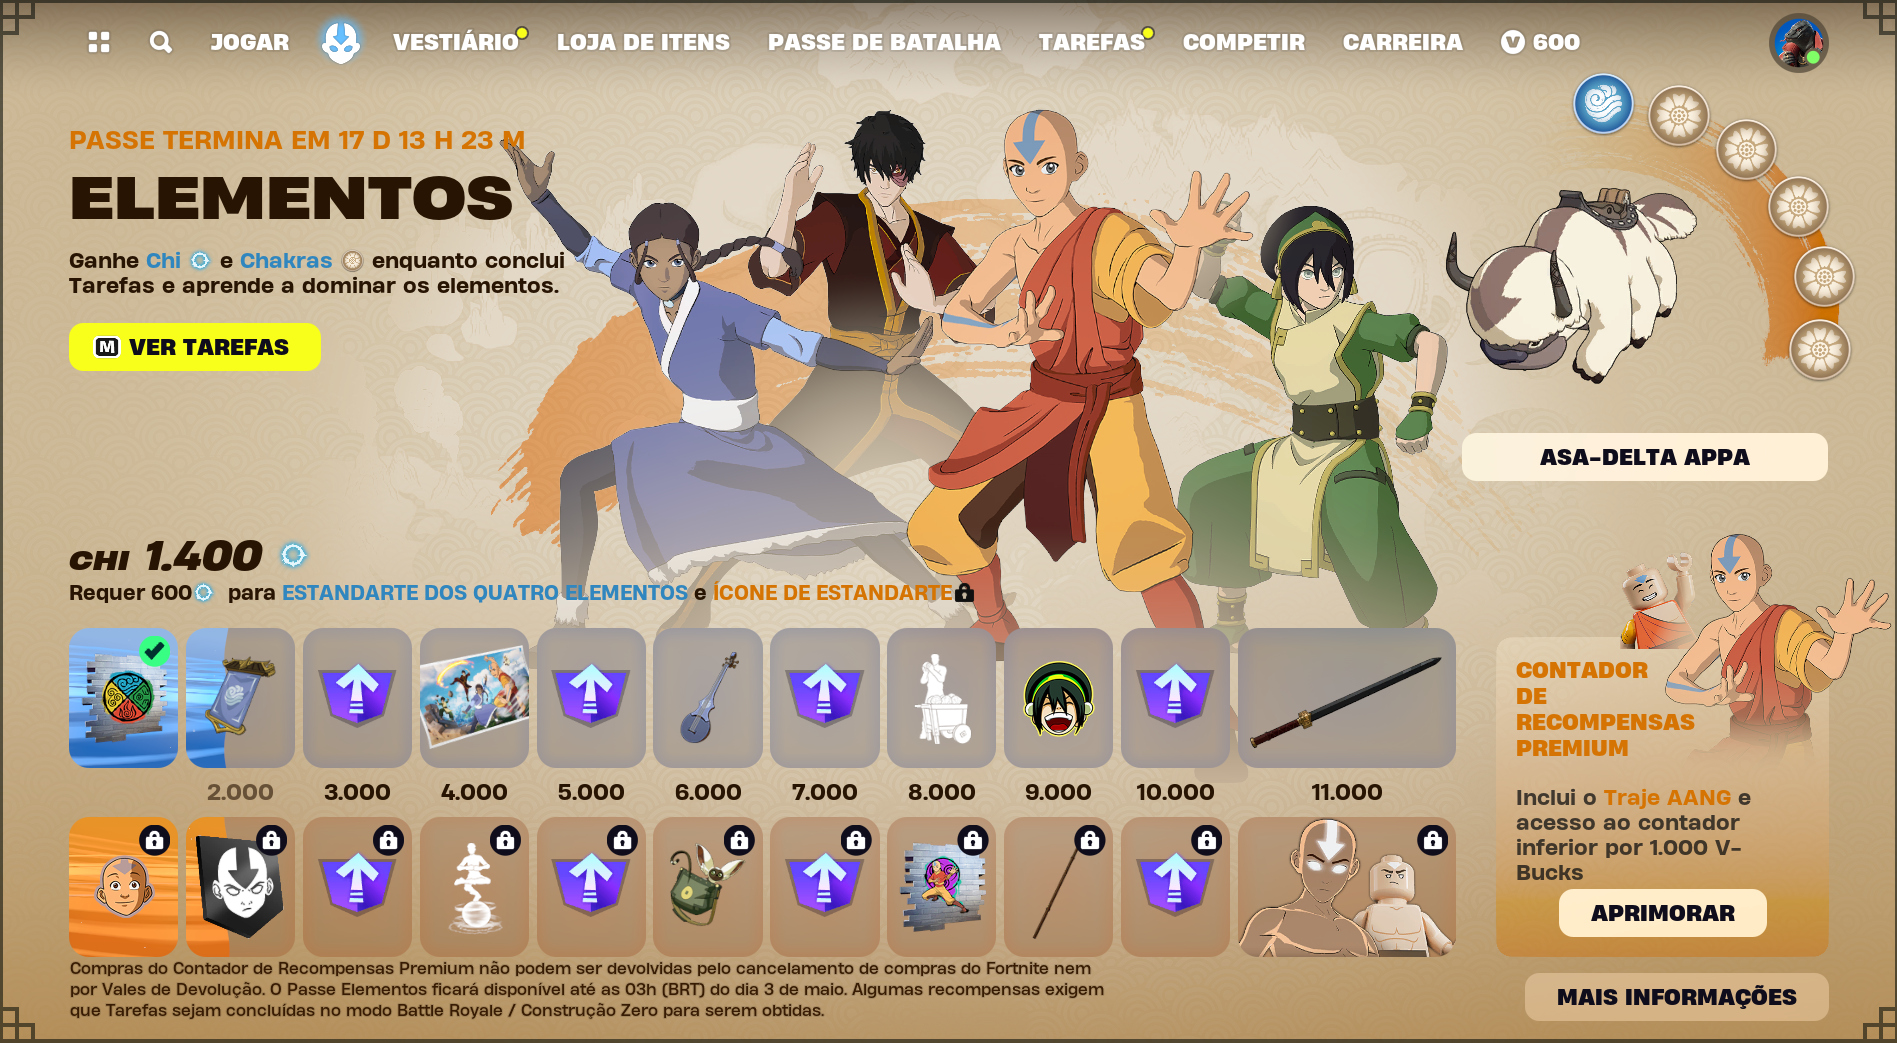 JOGAR
VESTIÁRIO
LOJA DE ITENS
PASSE DE BATALHA
TAREFAS
COMPETIR
CARREIRA
V 600
PASSE TERMINA EM 17 D 13 H 23 M
ELEMENTOS
Ganhe Chi e Chakras enquanto conclui
Tarefas e aprende a dominar os elementos.
M VER TAREFAS
ASA-DELTA APPA
CHI 1.400
Requer 600 para ESTANDARTE DOS QUATRO ELEMENTOS e ÍCONE DE ESTANDARTE
2.000
3.000
4.000
5.000
6.000
7.000
8.000
9.000
10.000
11.000
CONTADOR
DE
RECOMPENSAS
PREMIUM
Inclui o Traje AANG e
acesso ao contador
inferior por 1.000 V-
Bucks
APRIMORAR
Compras do Contador de Recompensas Premium não podem ser devolvidas pelo cancelamento de compras do Fortnite nem
por Vales de Devolução. O Passe Elementos ficará disponível até as 03h (BRT) do dia 3 de maio. Algumas recompensas exigem
que Tarefas sejam concluídas no modo Battle Royale / Construção Zero para serem obtidas.
MAIS INFORMAÇÕES